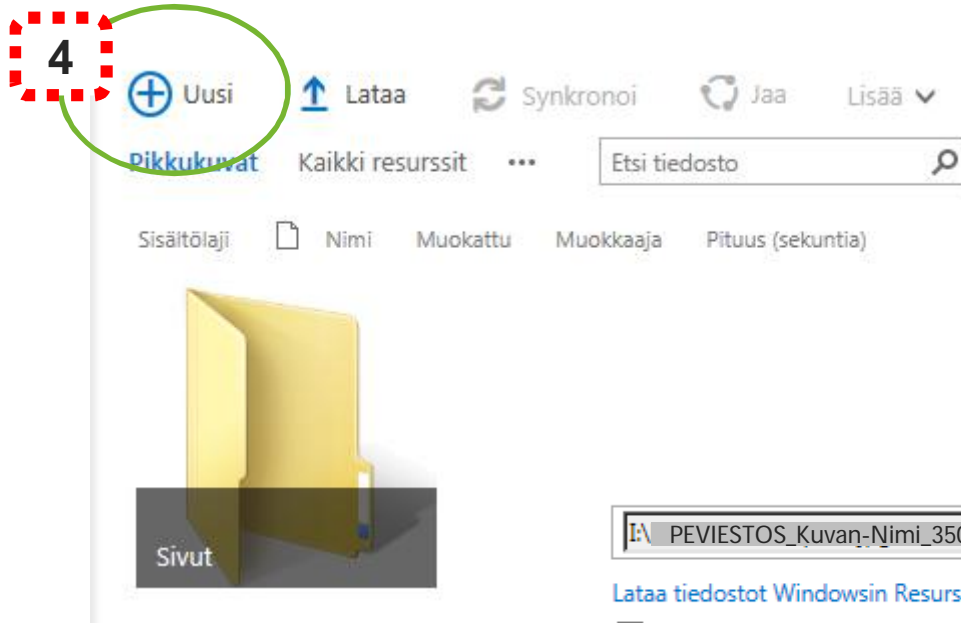 4
Uusi Lataa Synkronoi Jaa Lisää
Pikkukuvat Kaikki resurssit ••• Etsi tiedosto
Sisältölaji Nimi Muokattu Muokkaaja Pituus (sekuntia)
Sivut
I:\ PEVIESTOS_Kuvan-Nimi_350
Lataa tiedostot Windowsin Resurs